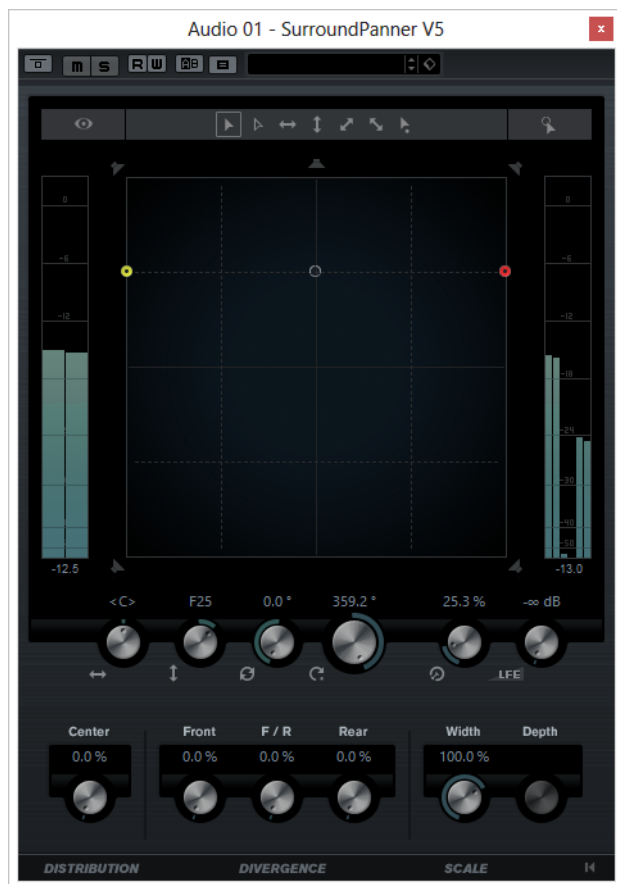 Audio 01 - SurroundPanner V5
x
m S R W AB
0 0
-6 -6
-12 -12
-18
-24
-30
-40
-50
-12.5 -13.0
<C> F25 0.0 ° 359.2 ° 25.3 % -∞ dB
LFE
Center Front F / R Rear Width Depth
0.0 % 0.0 % 0.0 % 0.0 % 100.0 %
DISTRIBUTION DIVERGENCE SCALE